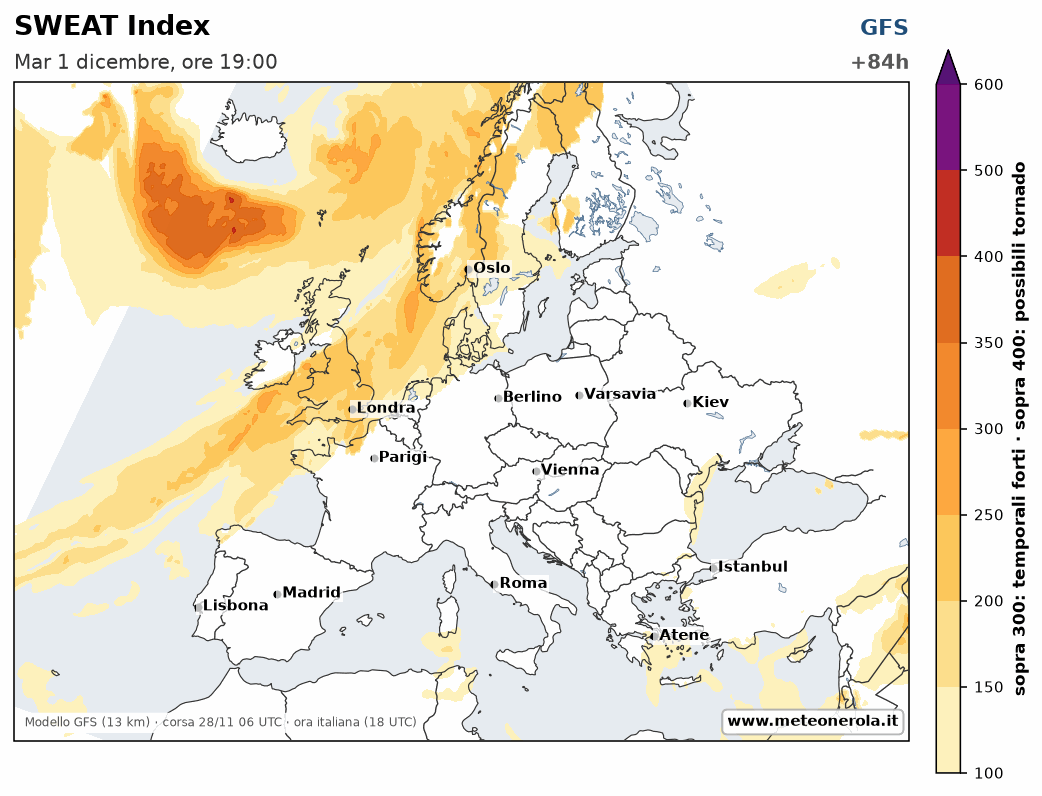 SWEAT Index
GFS
Mar 1 dicembre, ore 19:00
+84h
600
500
400
350
300
250
200
150
100
sopra 300: temporali forti · sopra 400: possibili tornado
Oslo
Berlino
Varsavia
Kiev
Londra
Parigi
Vienna
Istanbul
Roma
Madrid
Lisbona
Atene
Modello GFS (13 km) · corsa 28/11 06 UTC · ora italiana (18 UTC)
www.meteonerola.it